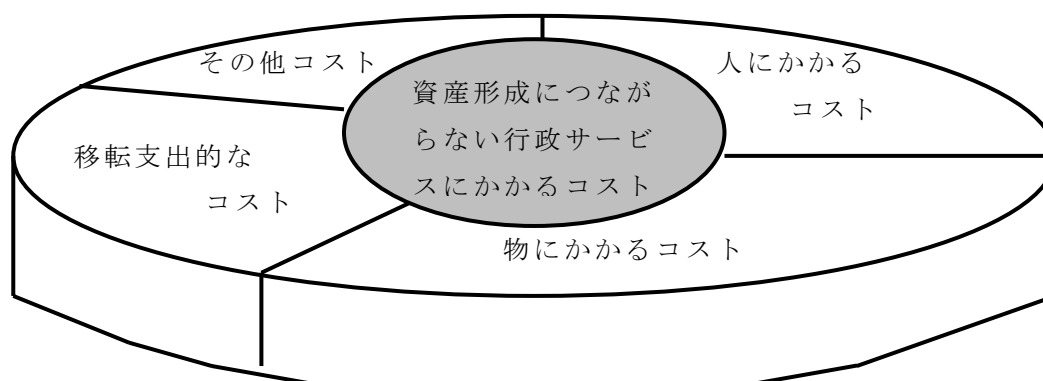 その他コスト
人にかかる
コスト
資産形成につなが
らない行政サービ
スにかかるコスト
移転支出的な
コスト
物にかかるコスト